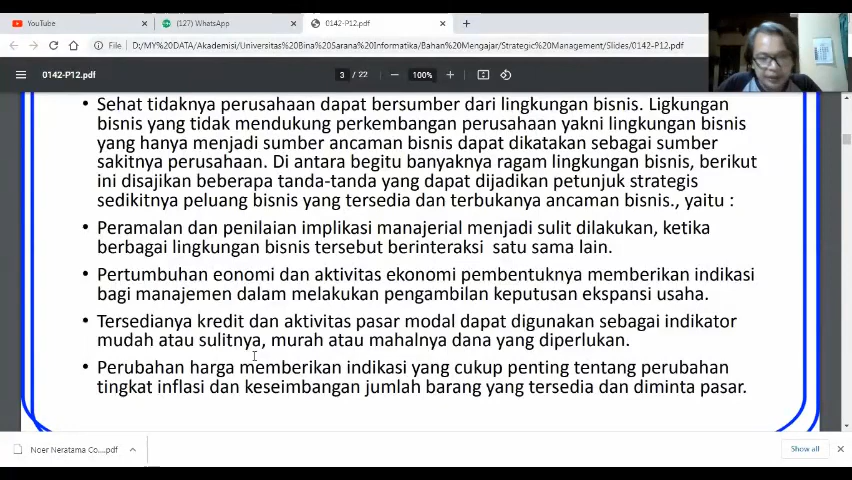 YouTube
(127) WhatsApp
0142-P12.pdf
File D:/MY%20DATA/Akademisi/Universitas%20Bina%20Sarana%20Informatika/Bahan%20Mengajar/Strategic%20Management/Slides/0142-P12.pdf
0142-P12.pdf
3 / 22
100%
• Sehat tidaknya perusahaan dapat bersumber dari lingkungan bisnis. Ligkungan
bisnis yang tidak mendukung perkembangan perusahaan yakni lingkungan bisnis
yang hanya menjadi sumber ancaman bisnis dapat dikatakan sebagai sumber
sakitnya perusahaan. Di antara begitu banyaknya ragam lingkungan bisnis, berikut
ini disajikan beberapa tanda-tanda yang dapat dijadikan petunjuk strategis
sedikitnya peluang bisnis yang tersedia dan terbukanya ancaman bisnis., yaitu :
• Peramalan dan penilaian implikasi manajerial menjadi sulit dilakukan, ketika
berbagai lingkungan bisnis tersebut berinteraksi satu sama lain.
• Pertumbuhan eonomi dan aktivitas ekonomi pembentuknya memberikan indikasi
bagi manajemen dalam melakukan pengambilan keputusan ekspansi usaha.
• Tersedianya kredit dan aktivitas pasar modal dapat digunakan sebagai indikator
mudah atau sulitnya, murah atau mahalnya dana yang diperlukan.
• Perubahan harga memberikan indikasi yang cukup penting tentang perubahan
tingkat inflasi dan keseimbangan jumlah barang yang tersedia dan diminta pasar.
Noer Neratama Co....pdf
Show all